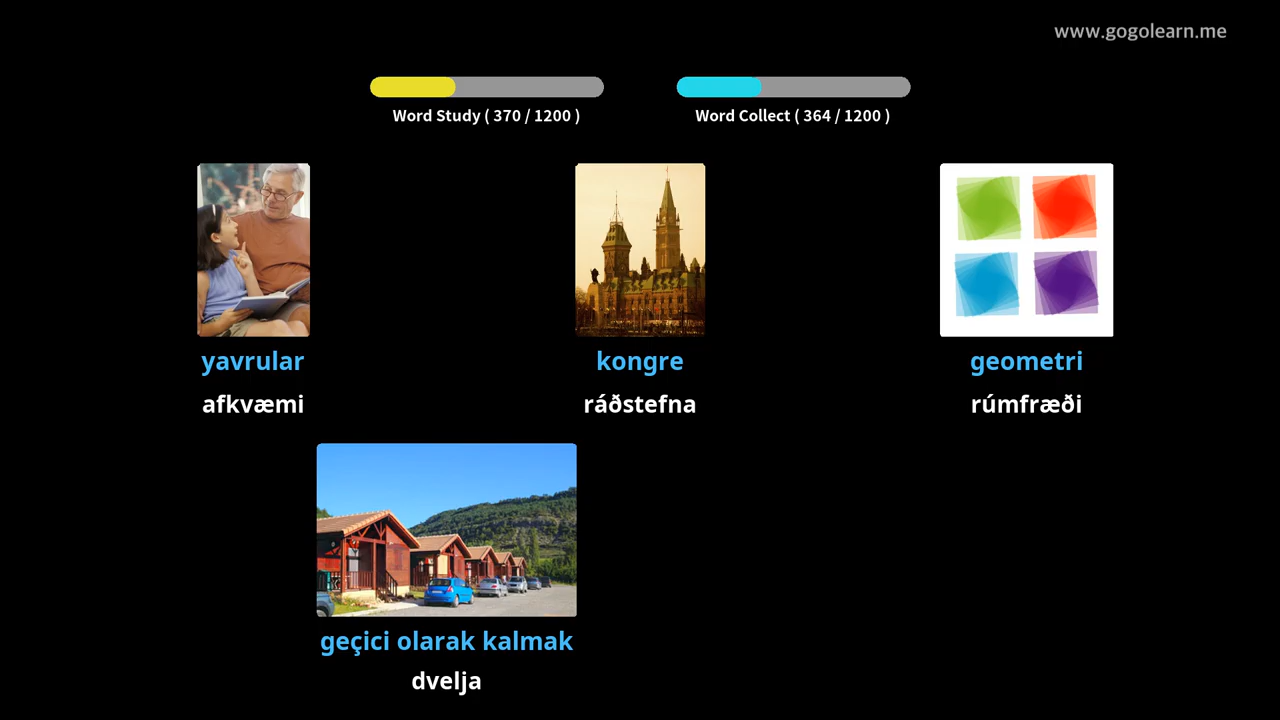 www.gogolearn.me
Word Study ( 370 / 1200 )
Word Collect ( 364 / 1200 )
yavrular
kongre
geometri
afkvæmi
ráðstefna
rúmfræði
geçici olarak kalmak
dvelja